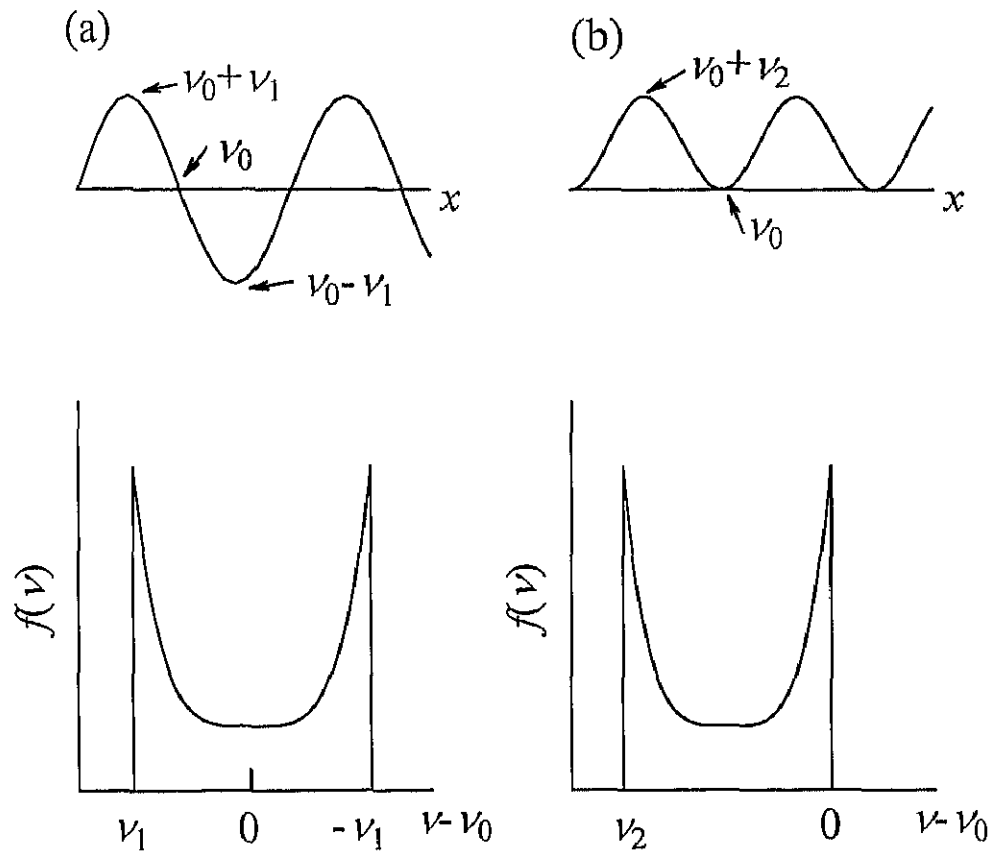 (a)
ν₀+ν₁
ν₀
x
ν₀-ν₁
(b)
ν₀+ν₂
x
ν₀
f(ν)
ν₁ 0 -ν₁ ν-ν₀
f(ν)
ν₂ 0 ν-ν₀